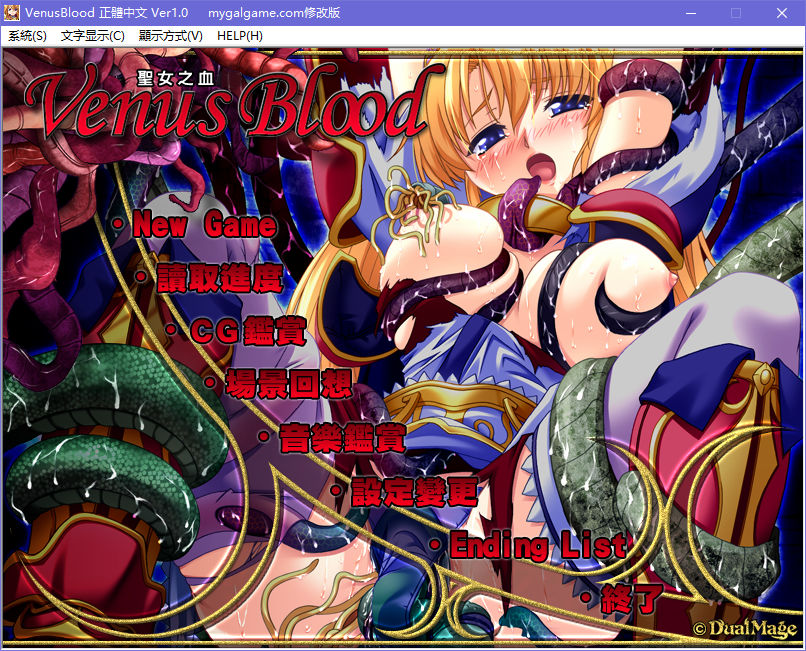 VenusBlood 正體中文 Ver1.0 mygalgame.com修改版
系統(S) 文字显示(C) 顯示方式(V) HELP(H)
聖女之血
Venus Blood
・New Game
・讀取進度
・CG鑑賞
・場景回想
・音樂鑑賞
・設定變更
・Ending List
・終了
© DualMage